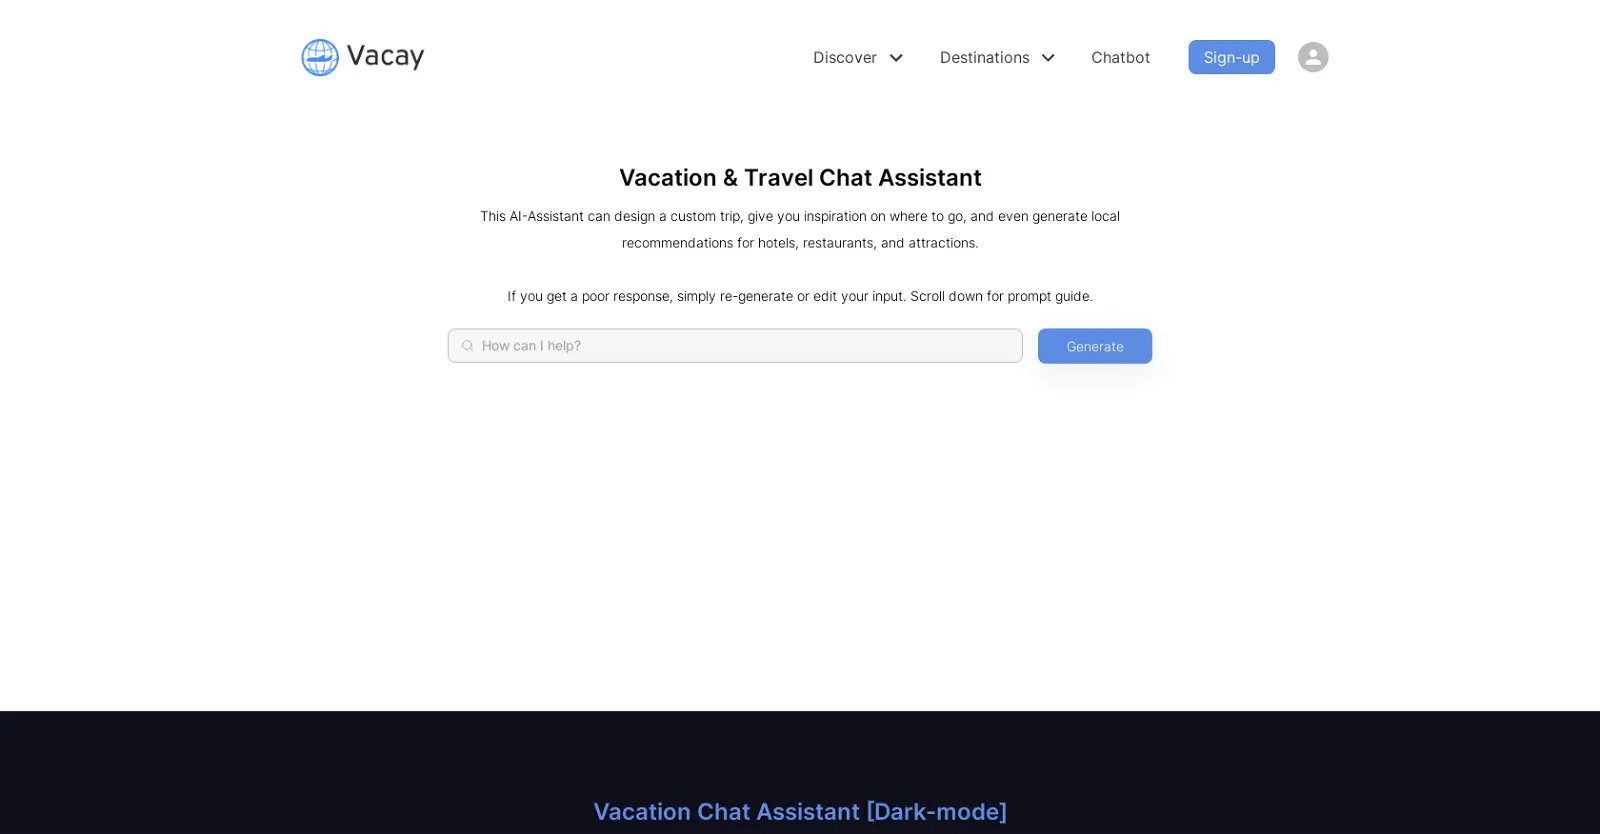 Vacay
Discover
Destinations
Chatbot
Sign-up
Vacation & Travel Chat Assistant
This AI-Assistant can design a custom trip, give you inspiration on where to go, and even generate local
recommendations for hotels, restaurants, and attractions.
If you get a poor response, simply re-generate or edit your input. Scroll down for prompt guide.
How can I help?
Generate
Vacation Chat Assistant [Dark-mode]